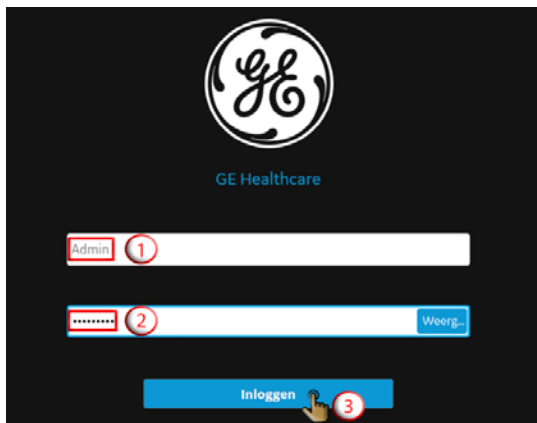 GE
GE Healthcare
Admin 1
••••••••• 2 Weerg...
Inloggen 3